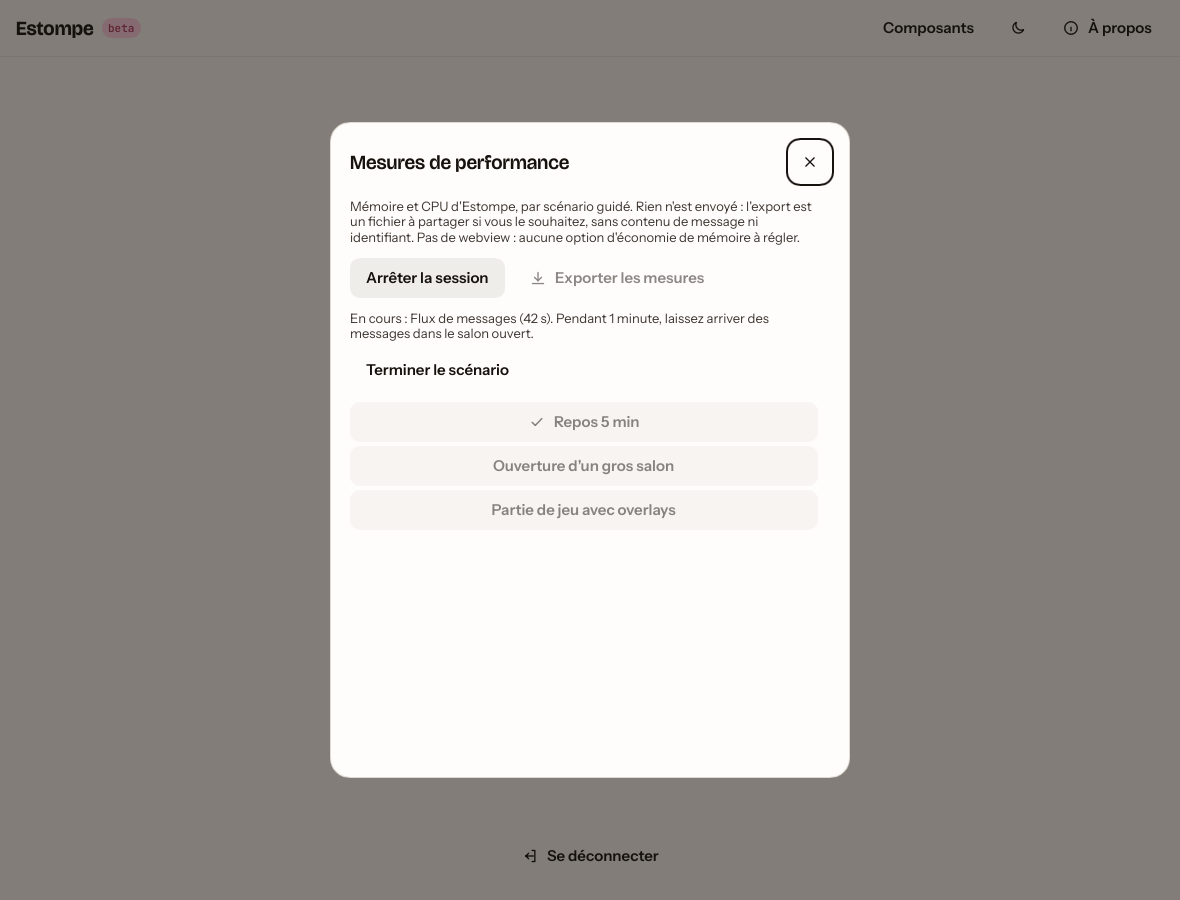 Estompe beta
Composants
À propos
Mesures de performance
Mémoire et CPU d'Estompe, par scénario guidé. Rien n'est envoyé : l'export est
un fichier à partager si vous le souhaitez, sans contenu de message ni
identifiant. Pas de webview : aucune option d'économie de mémoire à régler.
Arrêter la session
Exporter les mesures
En cours : Flux de messages (42 s). Pendant 1 minute, laissez arriver des
messages dans le salon ouvert.
Terminer le scénario
Repos 5 min
Ouverture d'un gros salon
Partie de jeu avec overlays
Se déconnecter